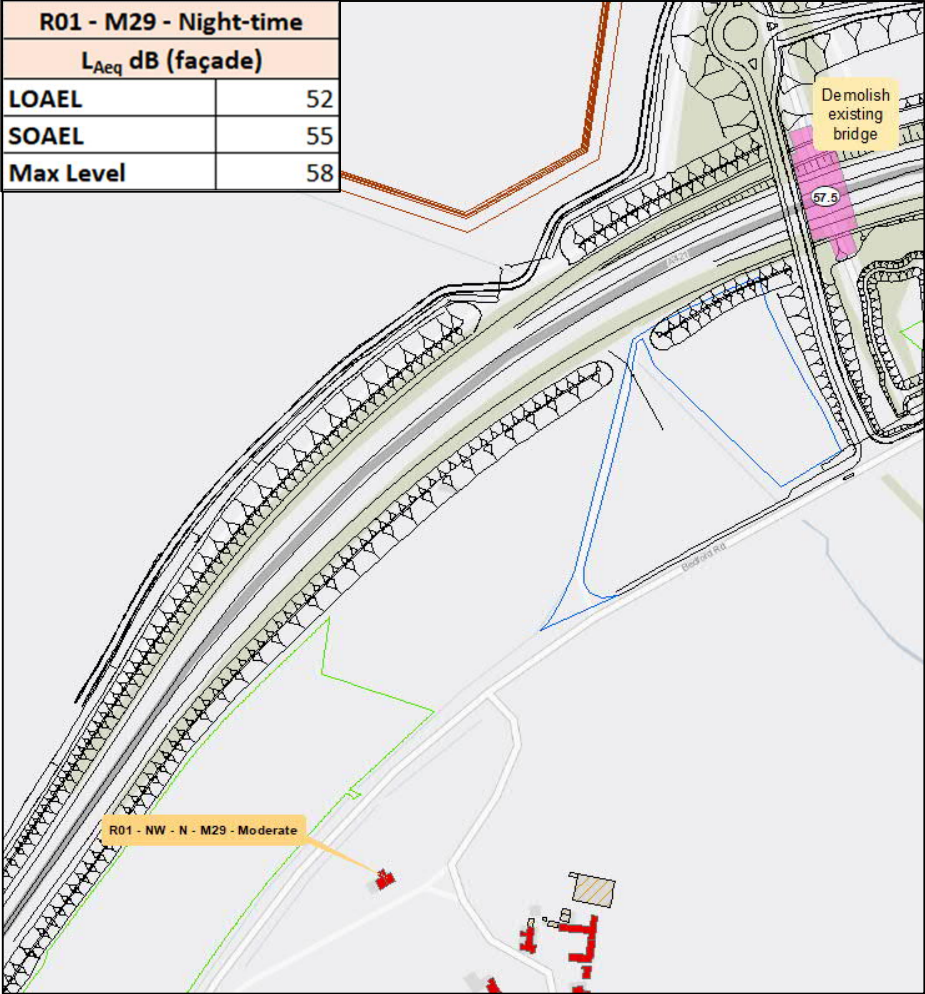 R01 - M29 - Night-time
LAeq dB (façade)
LOAEL 52
SOAEL 55
Max Level 58
Demolish
existing
bridge
57.5
A421
Bedford Rd
R01 - NW - N - M29 - Moderate